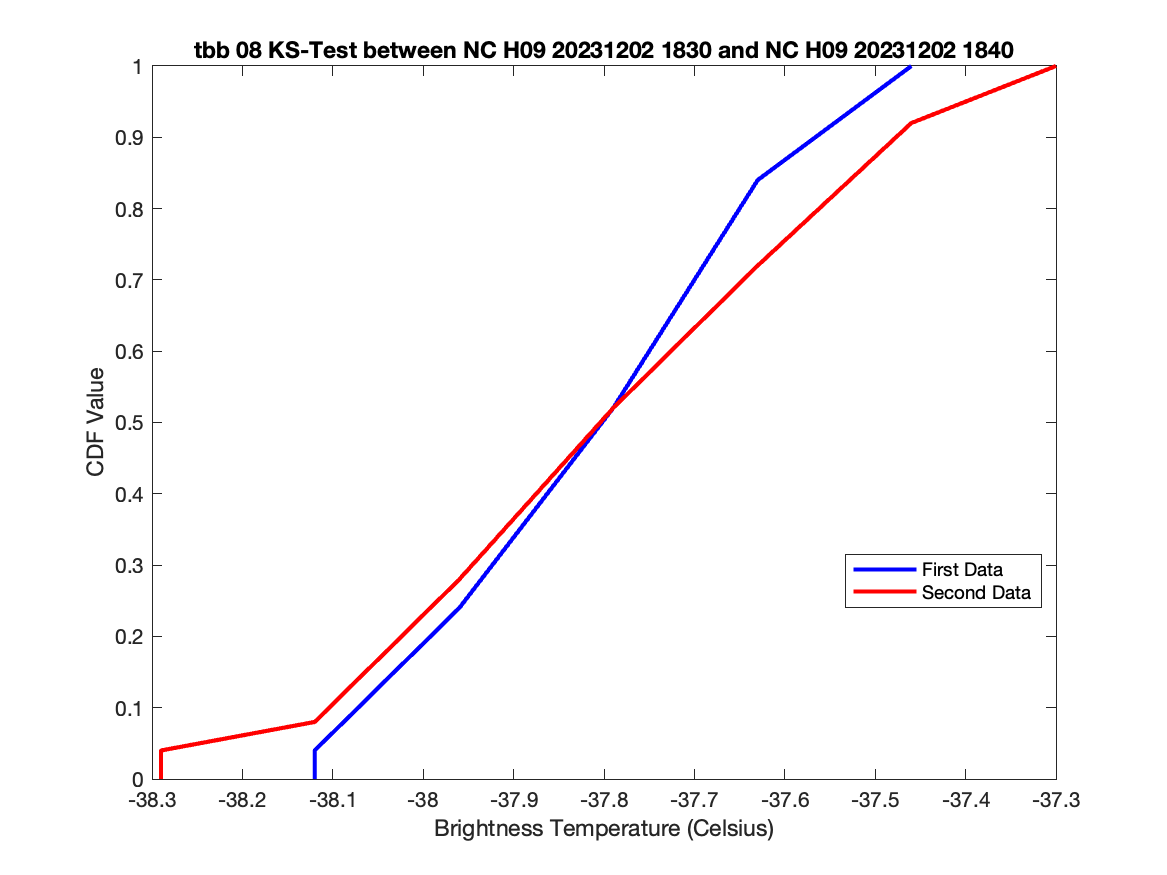 tbb 08 KS-Test between NC H09 20231202 1830 and NC H09 20231202 1840
1
0.9
0.8
0.7
0.6
0.5
0.4
0.3
0.2
0.1
0
CDF Value
First Data
Second Data
-38.3 -38.2 -38.1 -38 -37.9 -37.8 -37.7 -37.6 -37.5 -37.4 -37.3
Brightness Temperature (Celsius)